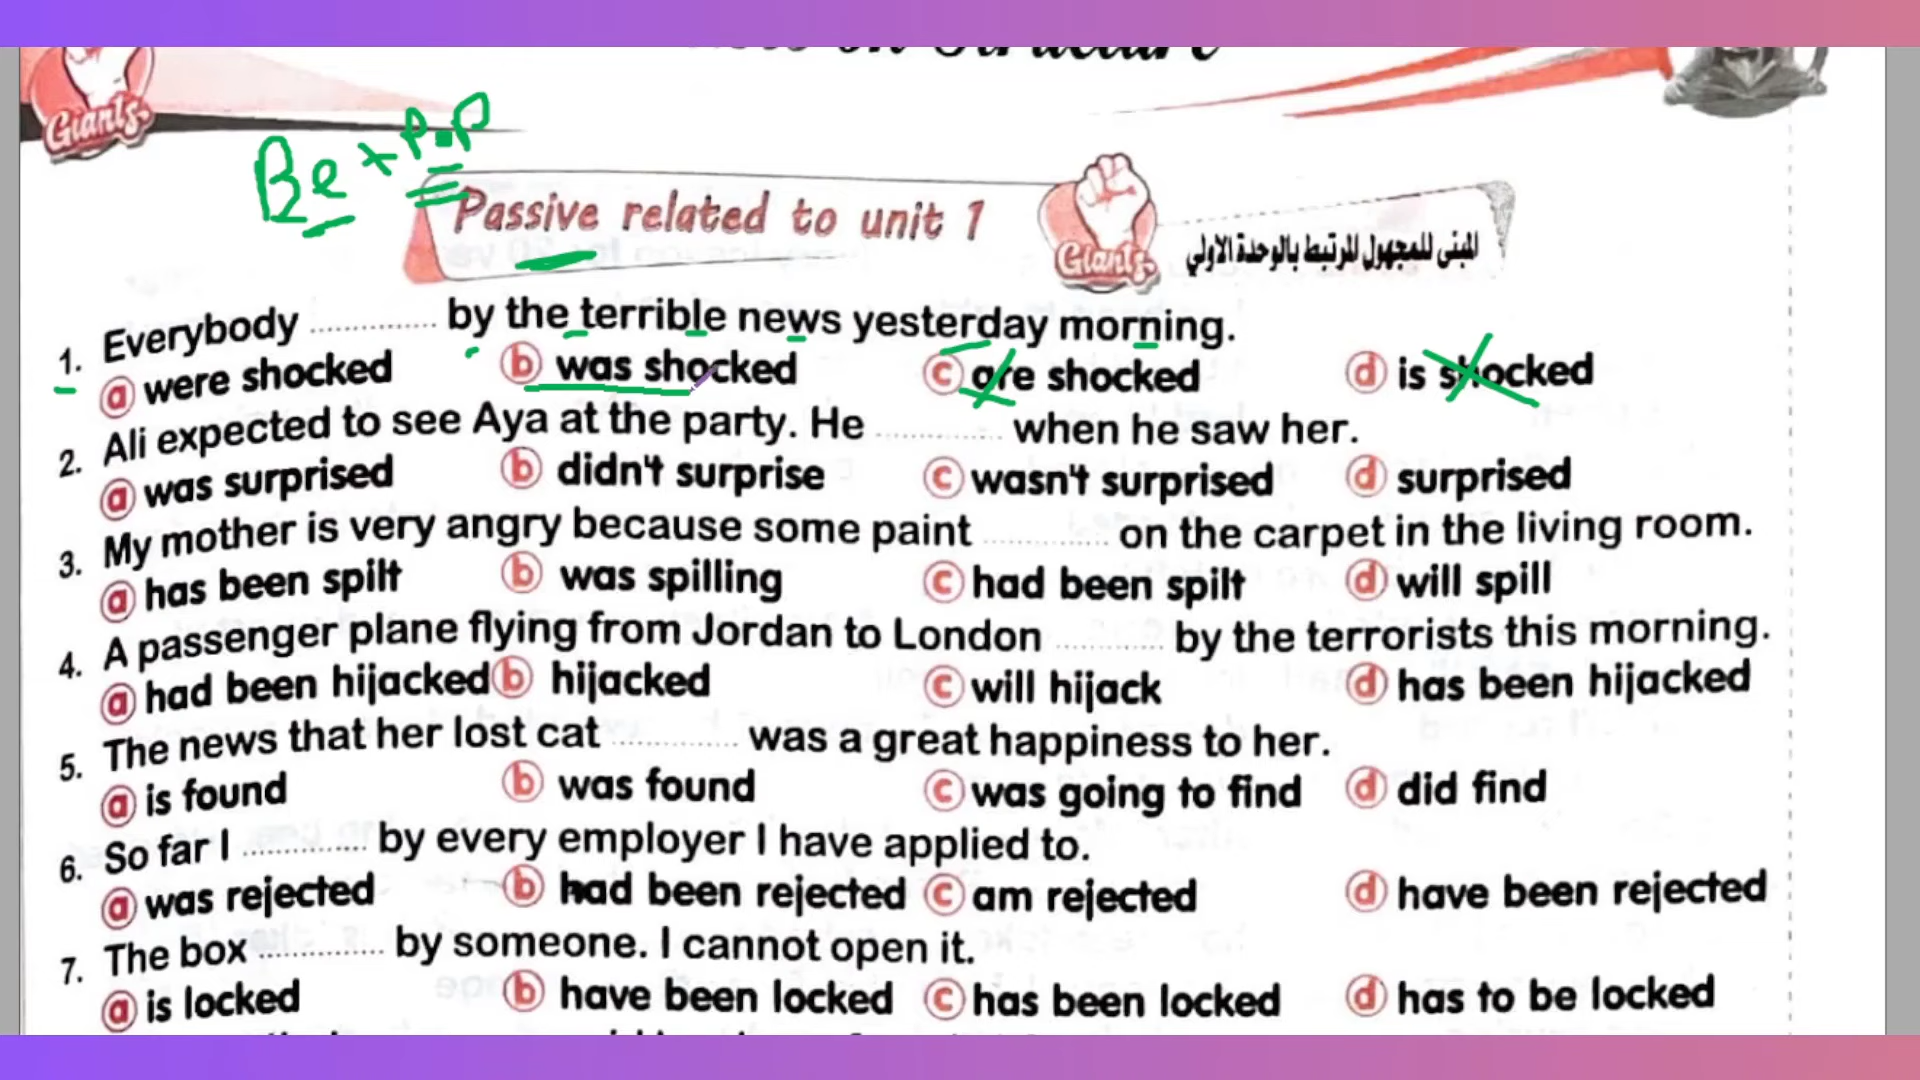 Giants
Be + P.P
Passive related to unit 1
Giants
المبنى للمجهول المرتبط بالوحدة الاولي
1. Everybody ............. by the terrible news yesterday morning.
a were shocked b was shocked c are shocked d is shocked
2. Ali expected to see Aya at the party. He ............. when he saw her.
a was surprised b didn't surprise c wasn't surprised d surprised
3. My mother is very angry because some paint ............. on the carpet in the living room.
a has been spilt b was spilling c had been spilt d will spill
4. A passenger plane flying from Jordan to London ............. by the terrorists this morning.
a had been hijacked b hijacked c will hijack d has been hijacked
5. The news that her lost cat ............. was a great happiness to her.
a is found b was found c was going to find d did find
6. So far I ............. by every employer I have applied to.
a was rejected b had been rejected c am rejected d have been rejected
7. The box ............. by someone. I cannot open it.
a is locked b have been locked c has been locked d has to be locked